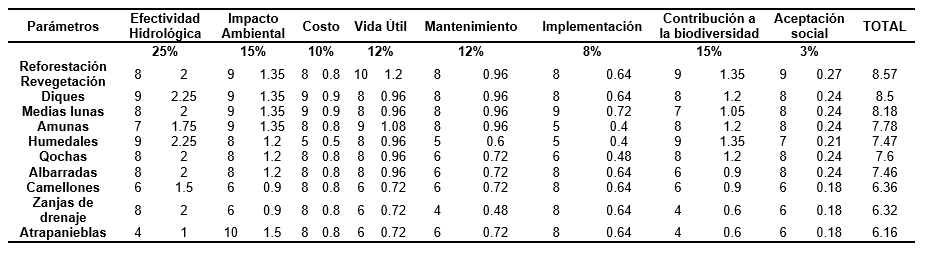 Parámetros Efectividad Hidrológica Impacto Ambiental Costo Vida Útil Mantenimiento Implementación Contribución a la biodiversidad Aceptación social TOTAL
25% 15% 10% 12% 12% 8% 15% 3%
Reforestación Revegetación 8 2 9 1.35 8 0.8 10 1.2 8 0.96 8 0.64 9 1.35 9 0.27 8.57
Diques 9 2.25 9 1.35 9 0.9 8 0.96 8 0.96 8 0.64 8 1.2 8 0.24 8.5
Medias lunas 8 2 9 1.35 9 0.9 8 0.96 8 0.96 9 0.72 7 1.05 8 0.24 8.18
Amunas 7 1.75 9 1.35 8 0.8 9 1.08 8 0.96 5 0.4 8 1.2 8 0.24 7.78
Humedales 9 2.25 8 1.2 5 0.5 8 0.96 5 0.6 5 0.4 9 1.35 7 0.21 7.47
Qochas 8 2 8 1.2 8 0.8 8 0.96 6 0.72 6 0.48 8 1.2 8 0.24 7.6
Albarradas 8 2 8 1.2 8 0.8 8 0.96 6 0.72 8 0.64 6 0.9 8 0.24 7.46
Camellones 6 1.5 6 0.9 8 0.8 6 0.72 6 0.72 8 0.64 6 0.9 6 0.18 6.36
Zanjas de drenaje 8 2 6 0.9 8 0.8 6 0.72 4 0.48 8 0.64 4 0.6 6 0.18 6.32
Atrapanieblas 4 1 10 1.5 8 0.8 6 0.72 6 0.72 8 0.64 4 0.6 6 0.18 6.16